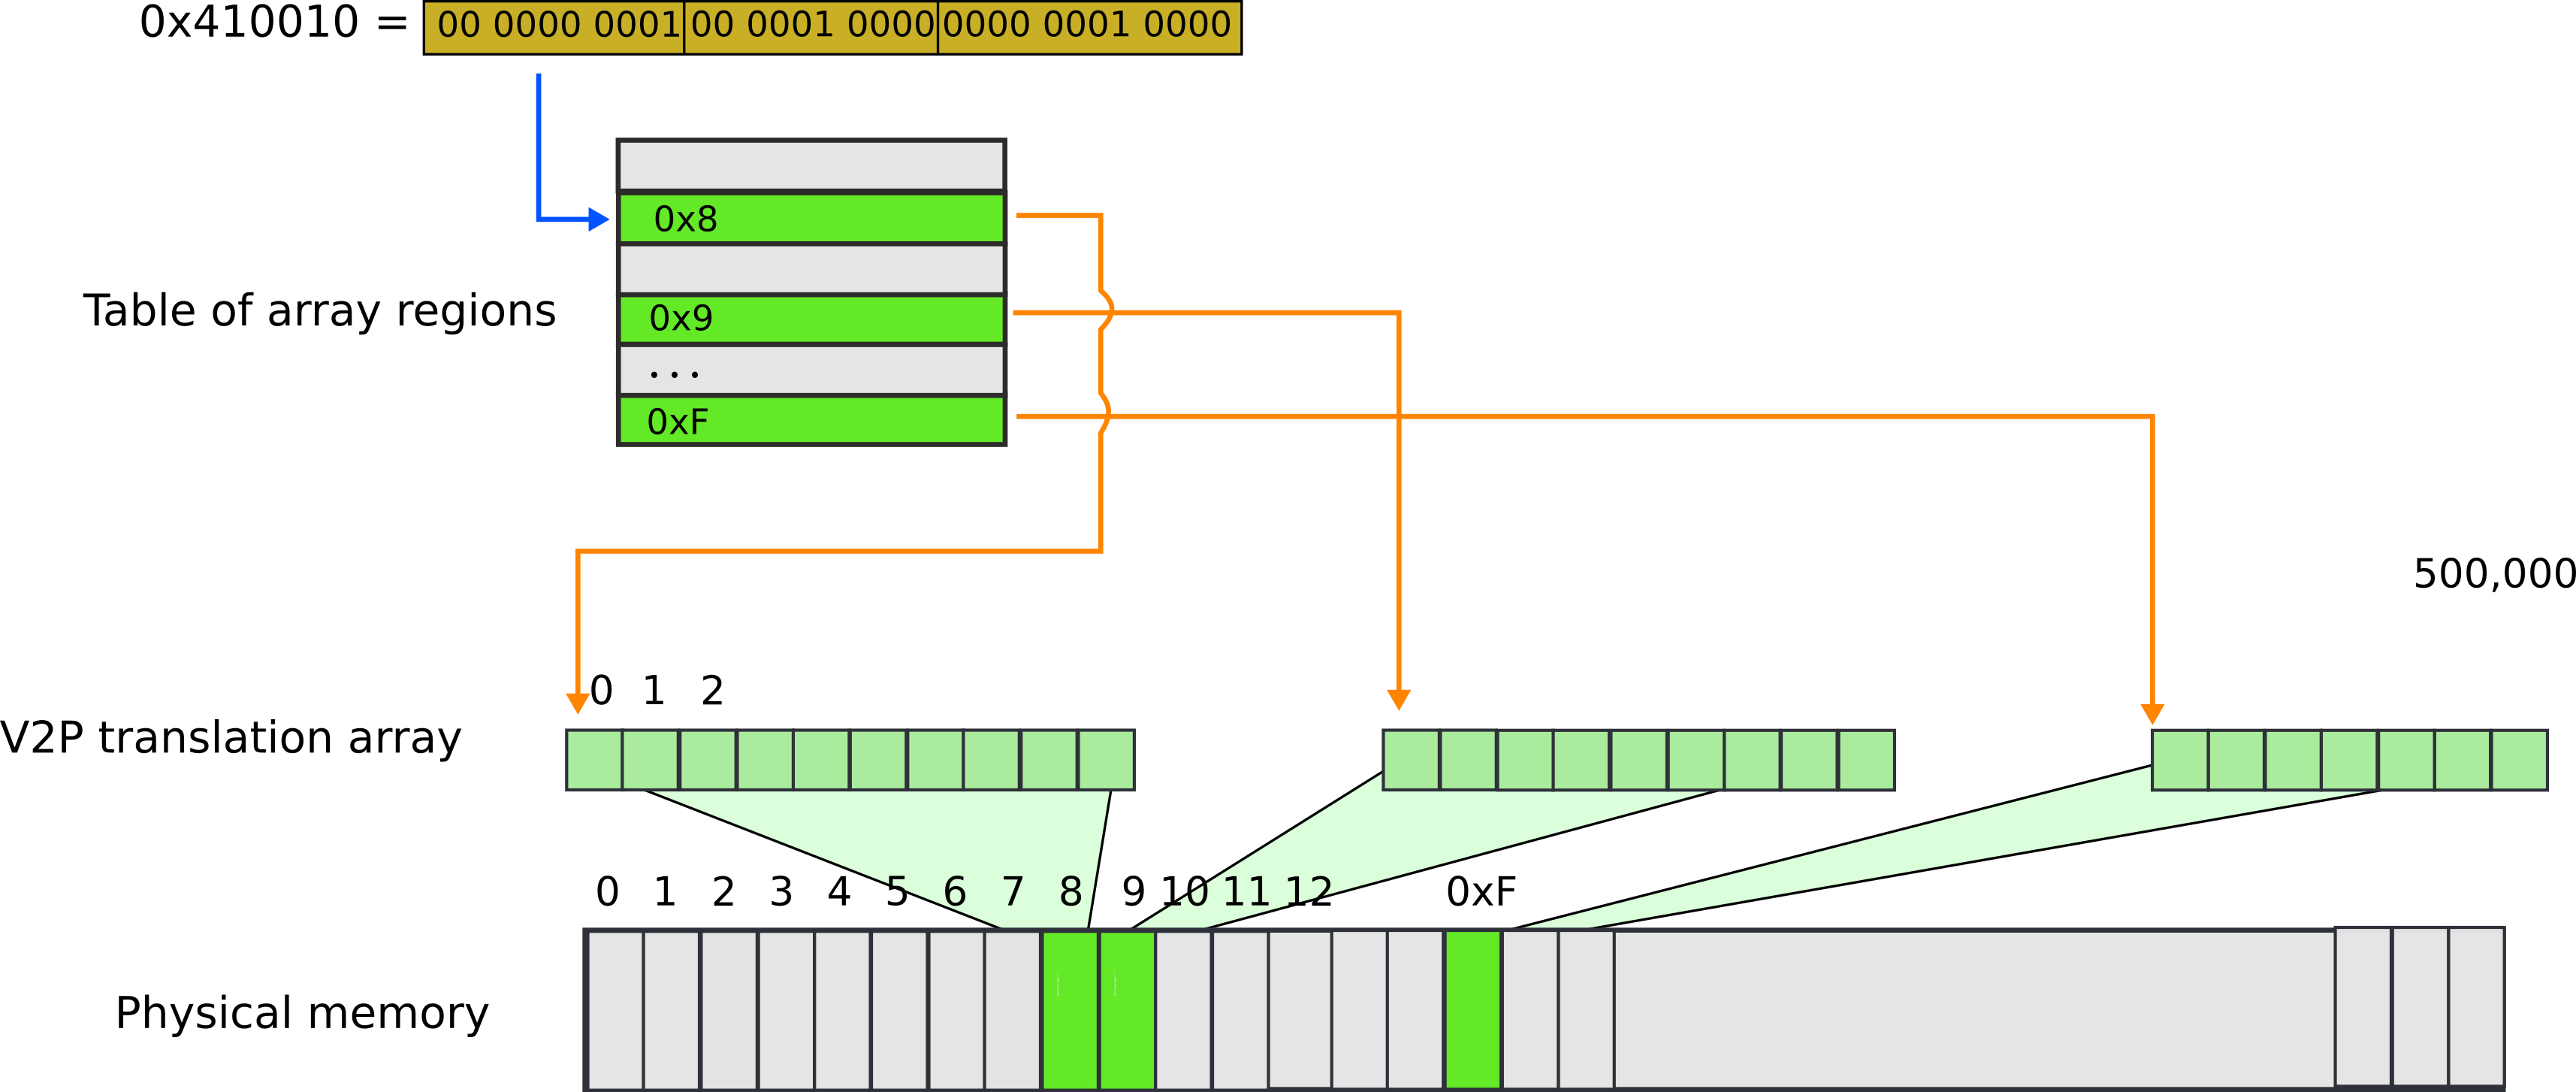 0x410010 = 00 0000 0001 00 0001 0000 0000 0001 0000
0x8
Table of array regions
0x9
...
0xF
500,000
0 1 2
V2P translation array
0 1 2 3 4 5 6 7 8 9 10 11 12 0xF
Physical memory